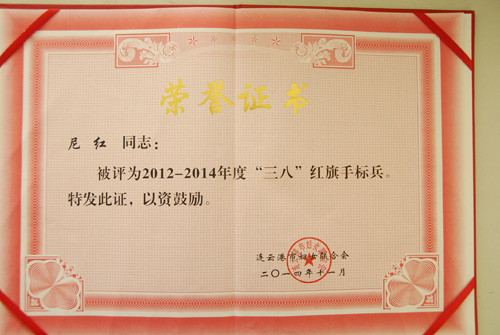 荣誉证书
尼红 同志：
被评为2012-2014年度“三八”红旗手标兵。
特发此证，以资鼓励。
连云港市妇女联合会
二〇一四年十一月